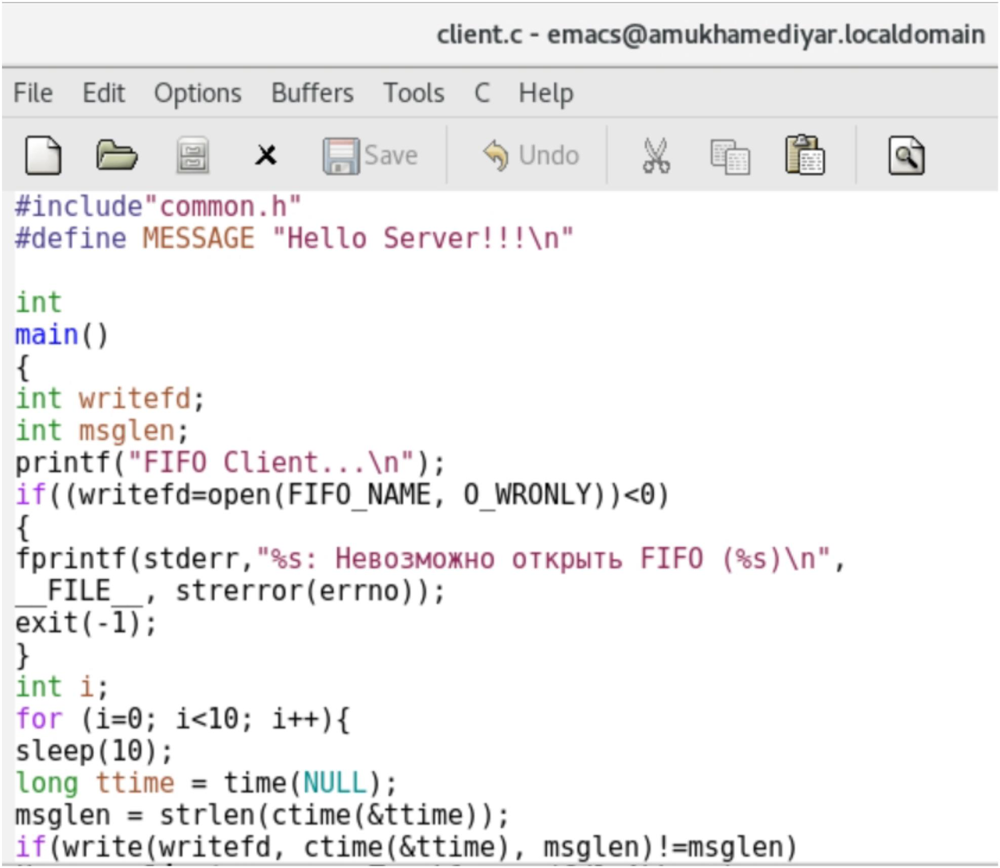 client.c - emacs@amukhamediyar.localdomain
File Edit Options Buffers Tools C Help
Save Undo
#include"common.h"
#define MESSAGE "Hello Server!!!\n"
int
main()
{
int writefd;
int msglen;
printf("FIFO Client...\n");
if((writefd=open(FIFO_NAME, O_WRONLY))<0)
{
fprintf(stderr,"%s: Невозможно открыть FIFO (%s)\n",
__FILE__, strerror(errno));
exit(-1);
}
int i;
for (i=0; i<10; i++){
sleep(10);
long ttime = time(NULL);
msglen = strlen(ctime(&ttime));
if(write(writefd, ctime(&ttime), msglen)!=msglen)